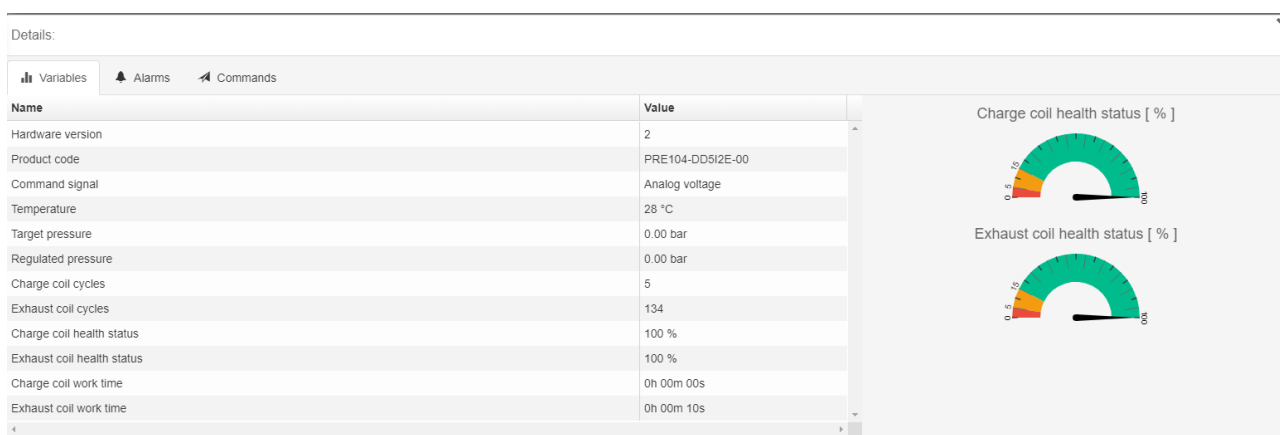 Details:
Variables Alarms Commands
Name Value
Hardware version 2
Product code PRE104-DD5I2E-00
Command signal Analog voltage
Temperature 28 °C
Target pressure 0.00 bar
Regulated pressure 0.00 bar
Charge coil cycles 5
Exhaust coil cycles 134
Charge coil health status 100 %
Exhaust coil health status 100 %
Charge coil work time 0h 00m 00s
Exhaust coil work time 0h 00m 10s
Charge coil health status [ % ]
0 5 15 100
Exhaust coil health status [ % ]
0 5 15 100